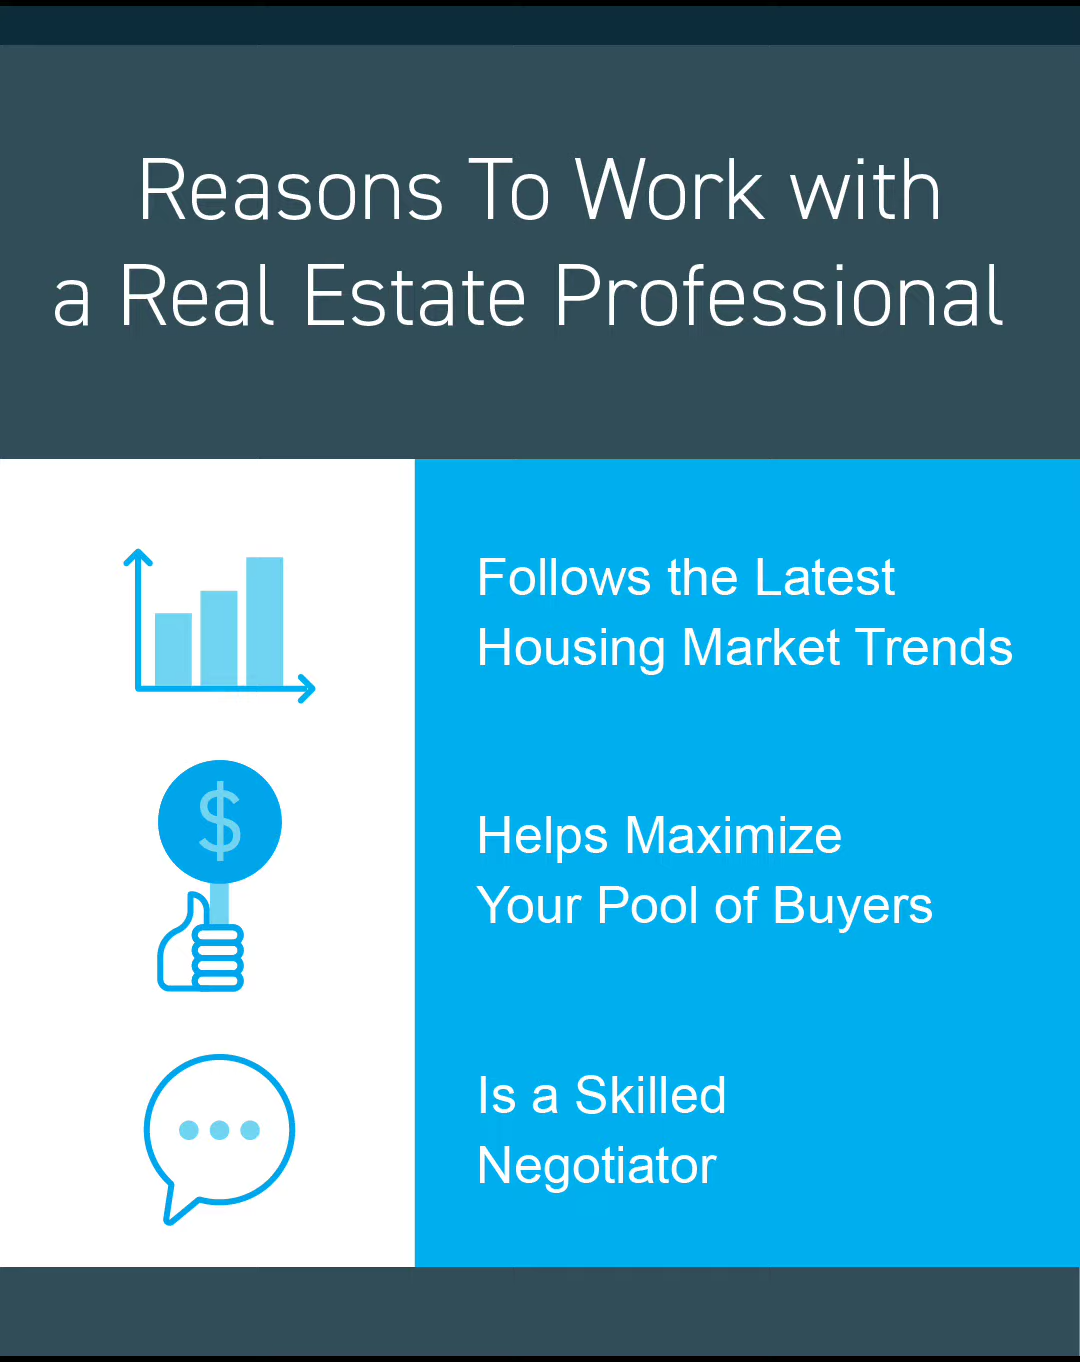 Reasons To Work with
a Real Estate Professional
Follows the Latest
Housing Market Trends
$
Helps Maximize
Your Pool of Buyers
Is a Skilled
Negotiator